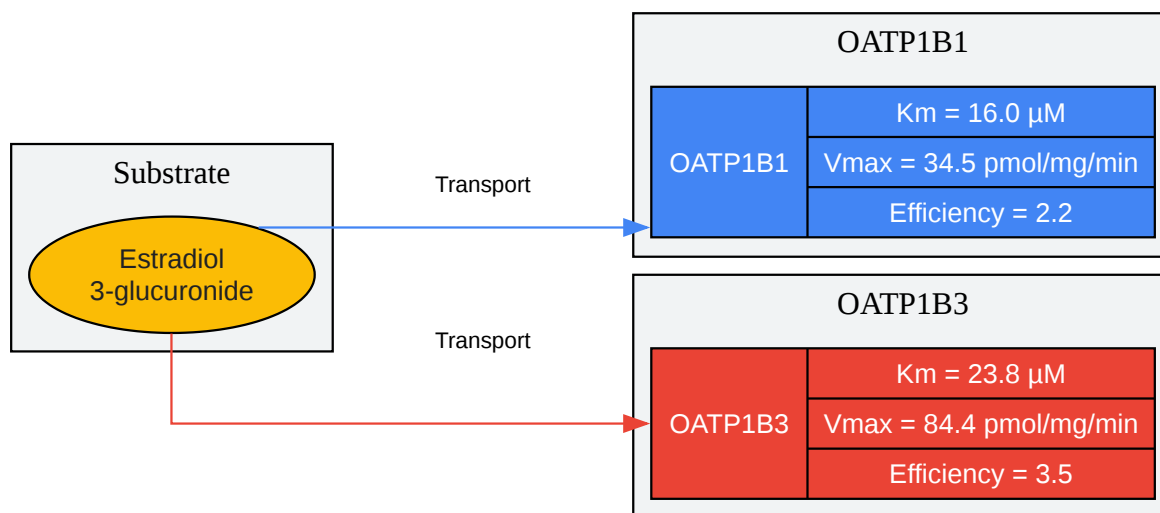 Substrate
Estradiol
3-glucuronide
Transport
Transport
OATP1B1
OATP1B1
Km = 16.0 µM
Vmax = 34.5 pmol/mg/min
Efficiency = 2.2
OATP1B3
OATP1B3
Km = 23.8 µM
Vmax = 84.4 pmol/mg/min
Efficiency = 3.5